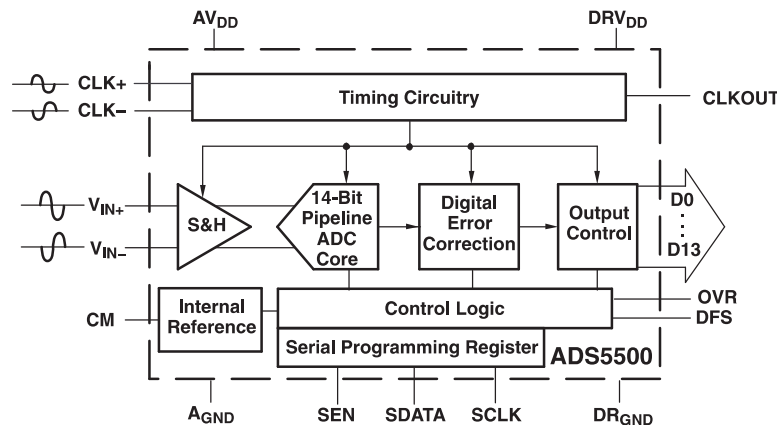 AVDD
DRVDD
CLK+
CLK–
Timing Circuitry
CLKOUT
VIN+
VIN–
S&H
14-Bit
Pipeline
ADC
Core
Digital
Error
Correction
Output
Control
D0
D13
CM
Internal
Reference
Control Logic
OVR
DFS
Serial Programming Register
ADS5500
AGND
SEN
SDATA
SCLK
DRGND